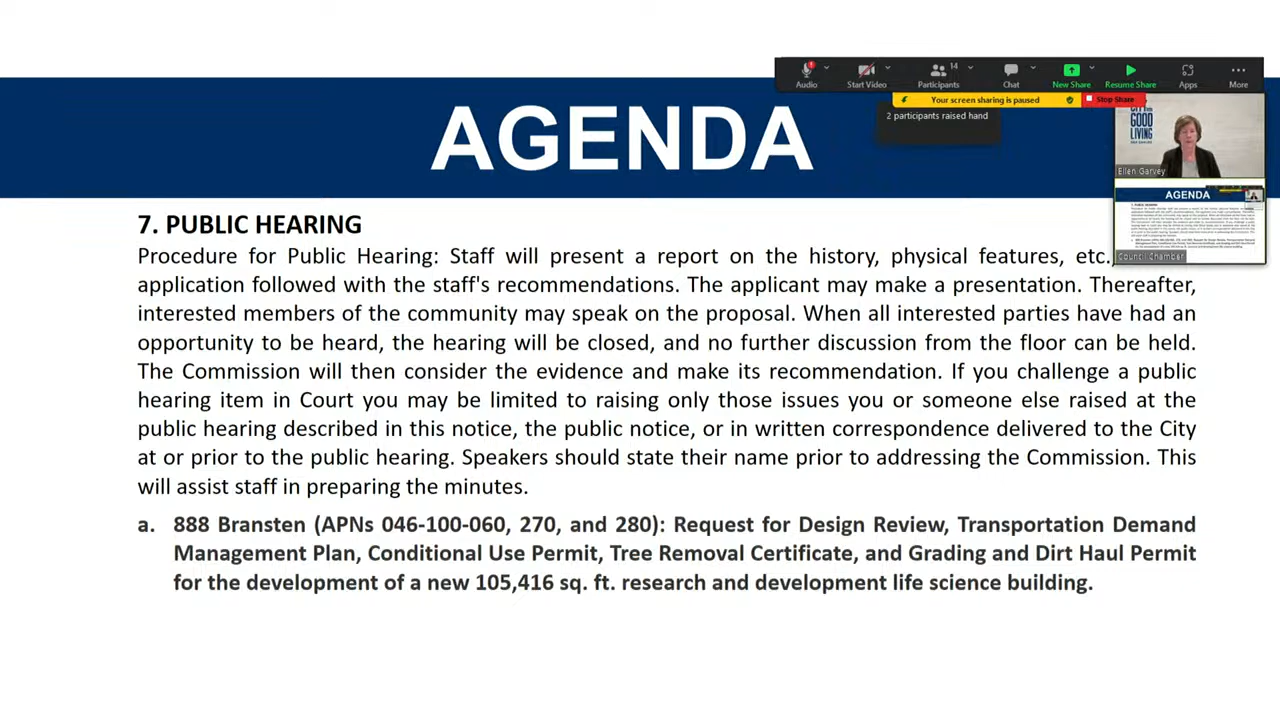 14
Audio
Start Video
Participants
Chat
New Share
Resume Share
Apps
More
Your screen sharing is paused
Stop Share
2 participants raised hand
GOOD
LIVING
Ellen Garvey
AGENDA
Council Chamber
AGENDA
7. PUBLIC HEARING
Procedure for Public Hearing: Staff will present a report on the history, physical features, etc.,
application followed with the staff's recommendations. The applicant may make a presentation. Thereafter,
interested members of the community may speak on the proposal. When all interested parties have had an
opportunity to be heard, the hearing will be closed, and no further discussion from the floor can be held.
The Commission will then consider the evidence and make its recommendation. If you challenge a public
hearing item in Court you may be limited to raising only those issues you or someone else raised at the
public hearing described in this notice, the public notice, or in written correspondence delivered to the City
at or prior to the public hearing. Speakers should state their name prior to addressing the Commission. This
will assist staff in preparing the minutes.
a. 888 Bransten (APNs 046-100-060, 270, and 280): Request for Design Review, Transportation Demand
Management Plan, Conditional Use Permit, Tree Removal Certificate, and Grading and Dirt Haul Permit
for the development of a new 105,416 sq. ft. research and development life science building.